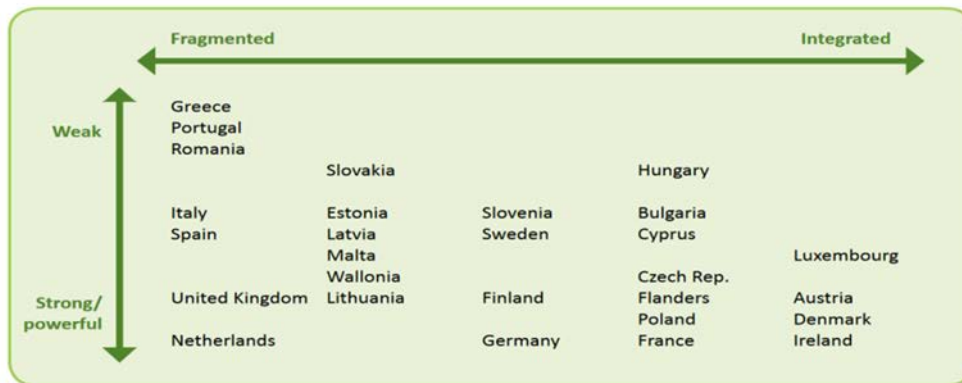 Fragmented Integrated
Weak
Greece
Portugal
Romania
Slovakia Hungary
Italy Estonia Slovenia Bulgaria
Spain Latvia Sweden Cyprus
Malta Luxembourg
Wallonia Czech Rep.
Strong/
powerful
United Kingdom Lithuania Finland Flanders Austria
Poland Denmark
Netherlands Germany France Ireland